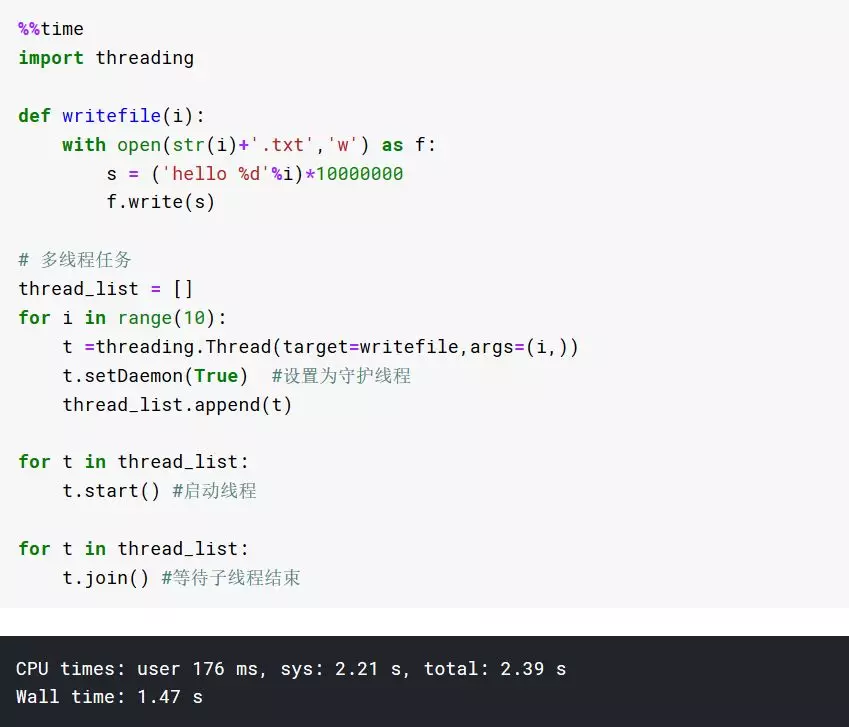 %%time
import threading

def writefile(i):
    with open(str(i)+'.txt','w') as f:
        s = ('hello %d'%i)*10000000
        f.write(s)

# 多线程任务
thread_list = []
for i in range(10):
    t =threading.Thread(target=writefile,args=(i,))
    t.setDaemon(True)  #设置为守护线程
    thread_list.append(t)

for t in thread_list:
    t.start() #启动线程

for t in thread_list:
    t.join() #等待子线程结束

CPU times: user 176 ms, sys: 2.21 s, total: 2.39 s
Wall time: 1.47 s